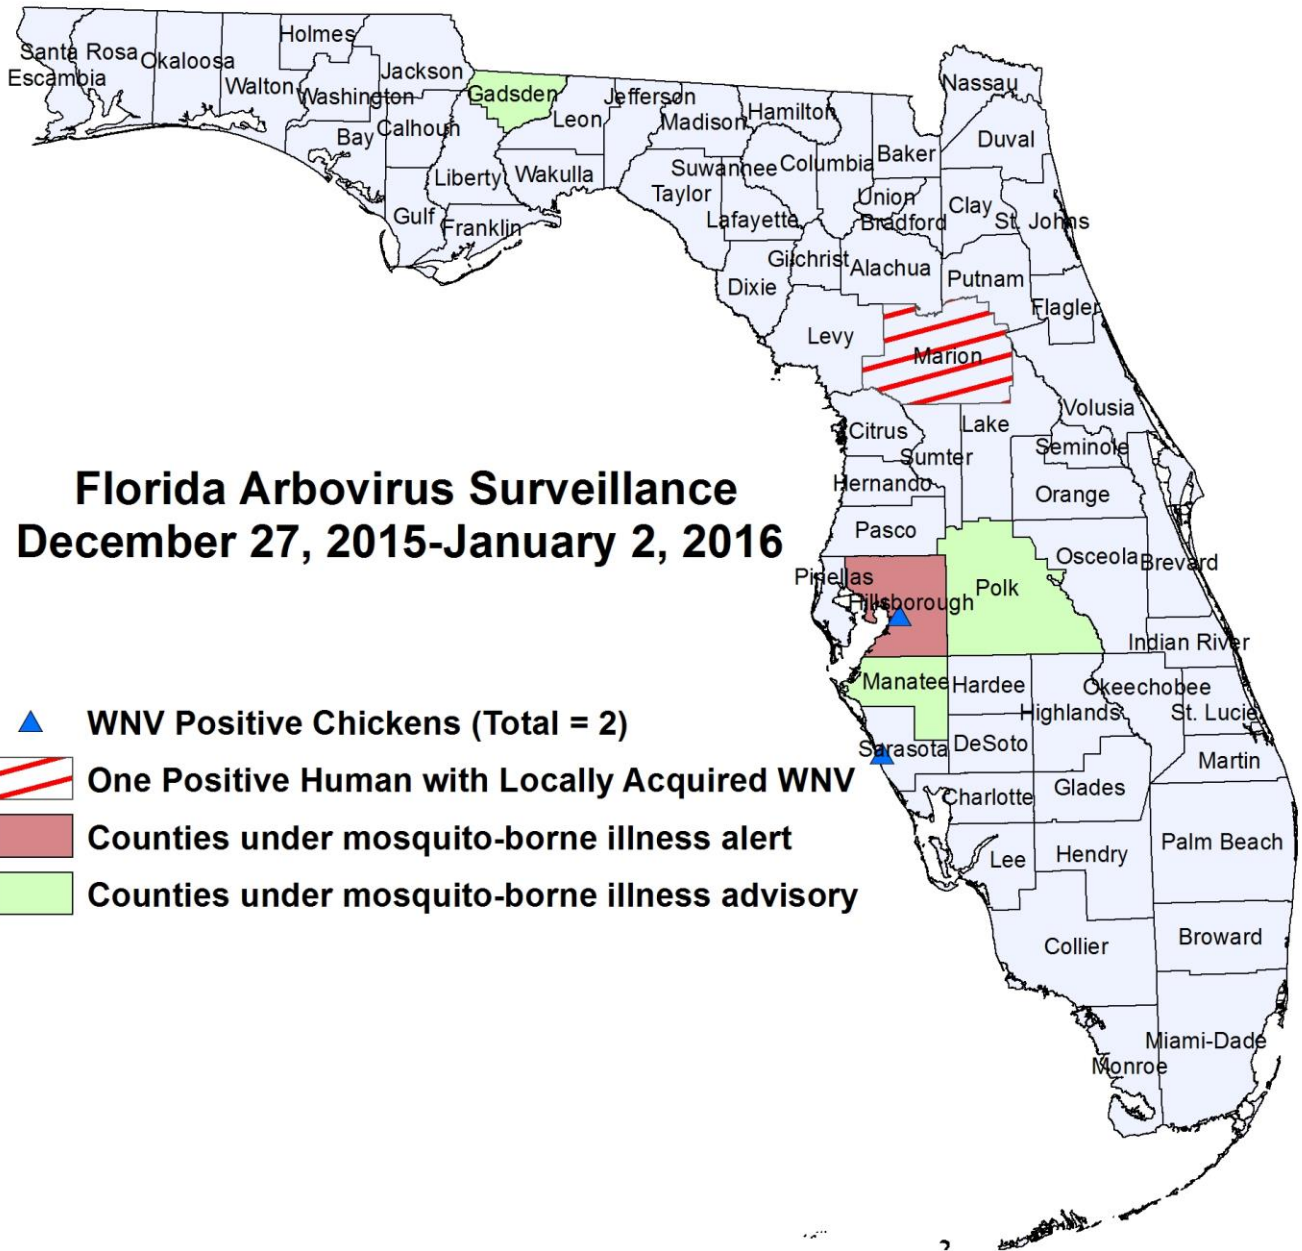 Holmes
Santa Rosa
Okaloosa
Escambia
Jackson
Walton
Washington
Gadsden
Jefferson
Nassau
Bay
Calhoun
Leon
Madison
Hamilton
Duval
Liberty
Wakulla
Suwannee
Columbia
Baker
Taylor
Union
Clay
St. Johns
Gulf
Franklin
Lafayette
Bradford
Gilchrist
Alachua
Dixie
Putnam
Flagler
Levy
Marion
Volusia
Citrus
Lake
Sumter
Seminole
Hernando
Orange
Florida Arbovirus Surveillance
December 27, 2015-January 2, 2016
Pasco
Osceola
Brevard
Pinellas
Hillsborough
Polk
Indian River
Manatee
Hardee
Okeechobee
Highlands
St. Lucie
Sarasota
DeSoto
Martin
Charlotte
Glades
Lee
Hendry
Palm Beach
Collier
Broward
Miami-Dade
Monroe
WNV Positive Chickens (Total = 2)
One Positive Human with Locally Acquired WNV
Counties under mosquito-borne illness alert
Counties under mosquito-borne illness advisory